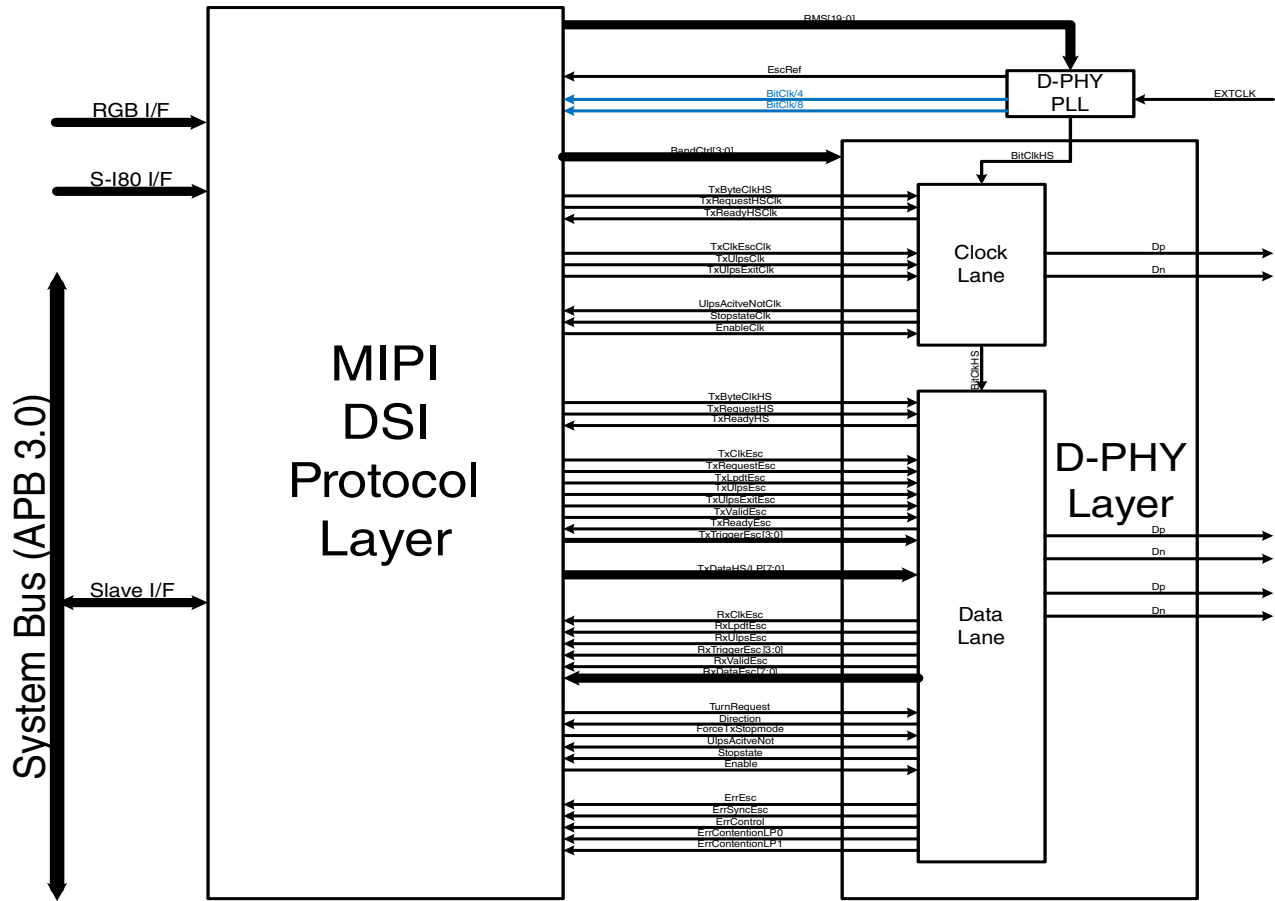 RMS[19:0]
EscRef
BitClk/4
BitClk/8
D-PHY
PLL
EXTCLK
RGB I/F
S-I80 I/F
BandCtrl[3:0]
BitClkHS
TxByteClkHS
TxRequestHSClk
TxReadyHSClk
TxClkEscClk
TxUlpsClk
TxUlpsExitClk
UlpsAcitveNotClk
StopstateClk
EnableClk
Clock
Lane
Dp
Dn
BitClkHS
MIPI
DSI
Protocol
Layer
System Bus (APB 3.0)
Slave I/F
TxByteClkHS
TxRequestHS
TxReadyHS
TxClkEsc
TxRequestEsc
TxLpdtEsc
TxUlpsEsc
TxUlpsExitEsc
TxValidEsc
TxReadyEsc
TxTriggerEsc[3:0]
TxDataHS/LP[7:0]
RxClkEsc
RxLpdtEsc
RxUlpsEsc
RxTriggerEsc[3:0]
RxValidEsc
RxDataEsc[7:0]
TurnRequest
Direction
ForceTxStopmode
UlpsAcitveNot
Stopstate
Enable
ErrEsc
ErrSyncEsc
ErrControl
ErrContentionLP0
ErrContentionLP1
Data
Lane
D-PHY
Layer
Dp
Dn
Dp
Dn